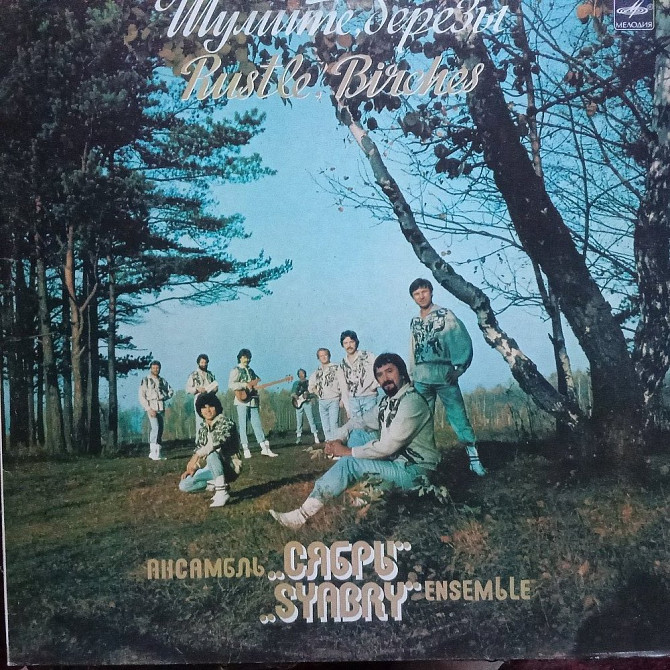 Шумите, березы
Rustle, Birches
МЕЛОДИЯ
АНСАМБЛЬ „СЯБРЫ“
„SYABRY“ ENSEMBLE